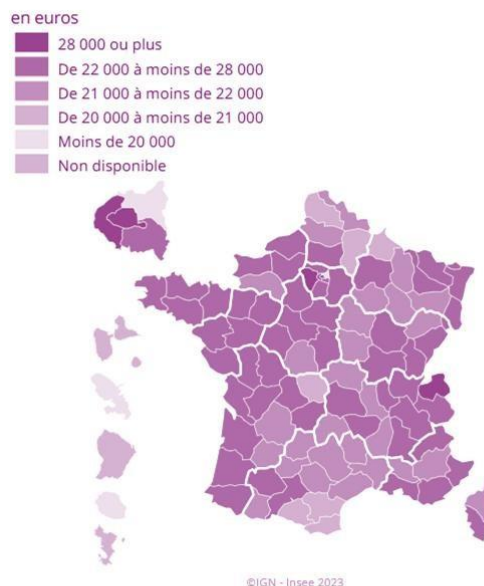 en euros
28 000 ou plus
De 22 000 à moins de 28 000
De 21 000 à moins de 22 000
De 20 000 à moins de 21 000
Moins de 20 000
Non disponible
©IGN - Insee 2023